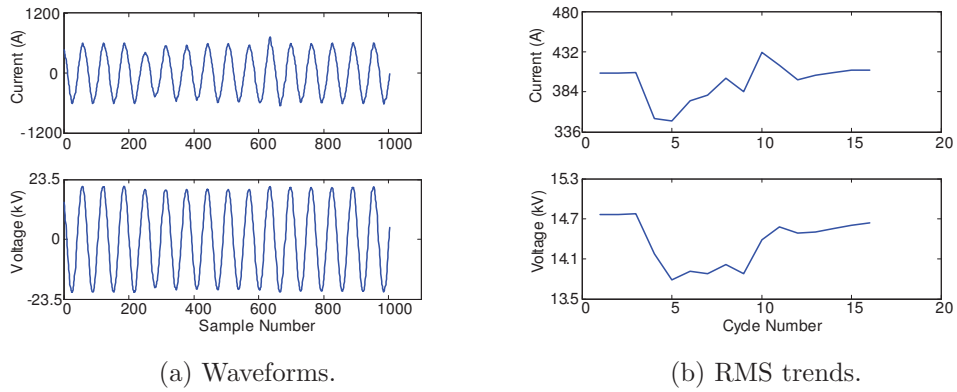 1200
0
-1200
Current (A)
0 200 400 600 800 1000
23.5
0
-23.5
Voltage (kV)
0 200 400 600 800 1000
Sample Number
(a) Waveforms.
480
432
384
336
Current (A)
0 5 10 15 20
15.3
14.7
14.1
13.5
Voltage (kV)
0 5 10 15 20
Cycle Number
(b) RMS trends.